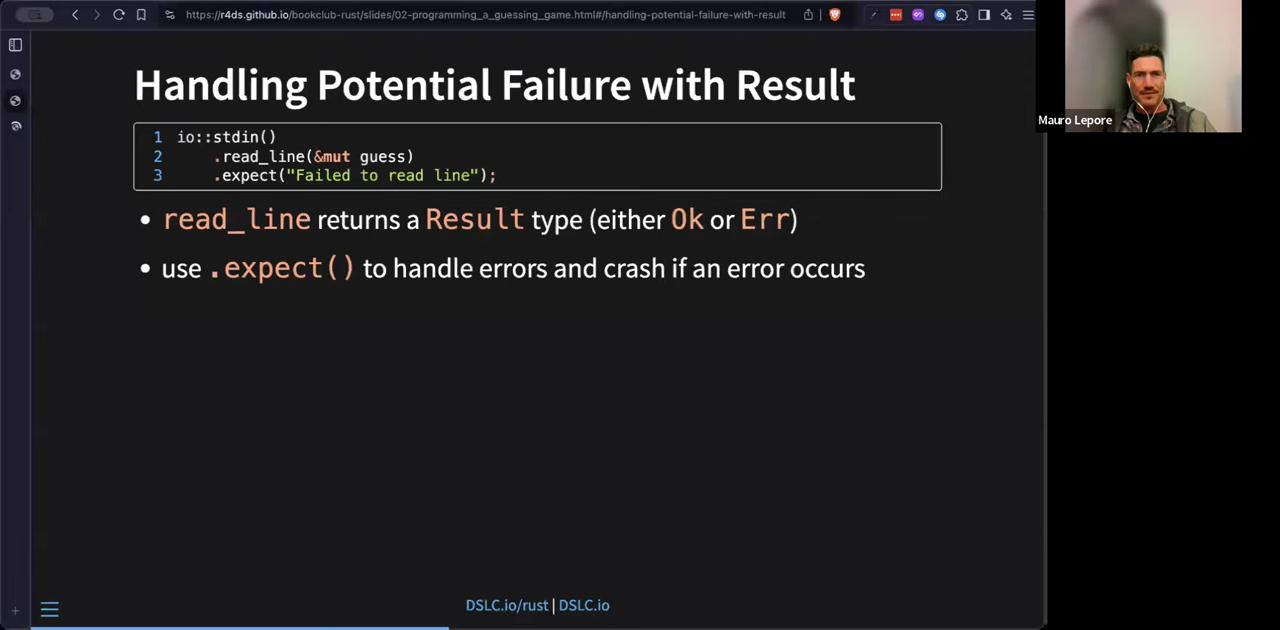 https://r4ds.github.io/bookclub-rust/slides/02-programming_a_guessing_game.html#/handling-potential-failure-with-result
Mauro Lepore
Handling Potential Failure with Result
1 io::stdin()
2 .read_line(&mut guess)
3 .expect("Failed to read line");
• read_line returns a Result type (either Ok or Err)
• use .expect() to handle errors and crash if an error occurs
DSLC.io/rust | DSLC.io